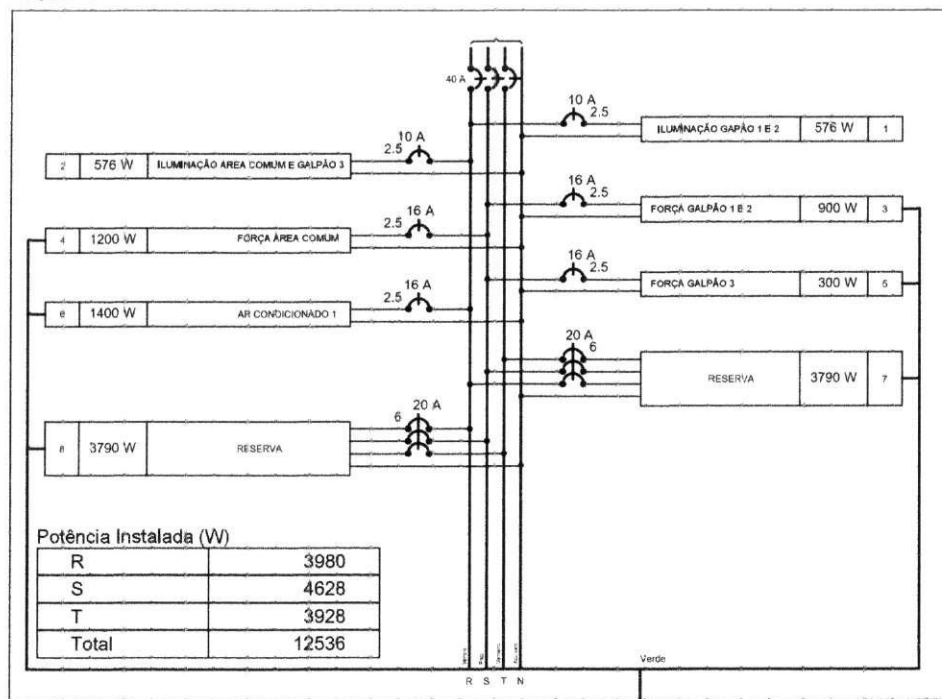 40 A
10 A
2.5
ILUMINAÇÃO GAPÃO 1 E 2 576 W 1
10 A
2.5
2 576 W ILUMINAÇÃO AREA COMUM E GALPÃO 3
16 A
2.5
FORÇA GALPÃO 1 E 2 900 W 3
16 A
2.5
4 1200 W FORÇA ÁREA COMUM
16 A
2.5
FORÇA GALPÃO 3 300 W 5
16 A
2.5
6 1400 W AR CONDICIONADO 1
20 A
6
RESERVA 3790 W 7
20 A
6
8 3790 W RESERVA
Potência Instalada (W)
R 3980
S 4628
T 3928
Total 12536
Verde
R S T N